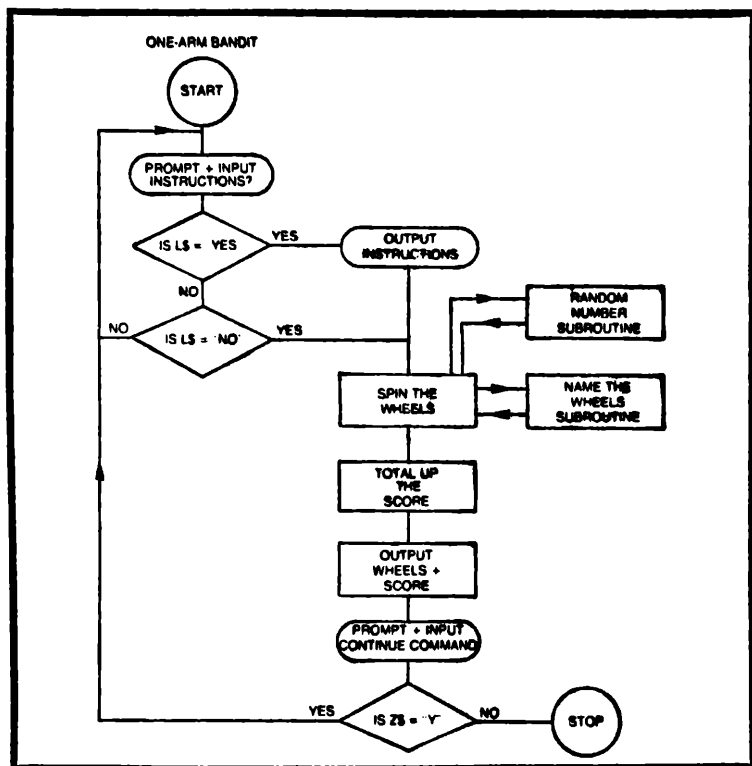 ONE-ARM BANDIT
START
PROMPT + INPUT
INSTRUCTIONS?
IS L$ = "YES
YES
OUTPUT
INSTRUCTIONS
NO
NO
IS L$ = "NO"
YES
RANDOM
NUMBER
SUBROUTINE
SPIN THE
WHEELS
NAME THE
WHEELS
SUBROUTINE
TOTAL UP
THE
SCORE
OUTPUT
WHEELS +
SCORE
PROMPT + INPUT
CONTINUE COMMAND
YES
IS Z$ = "Y"
NO
STOP